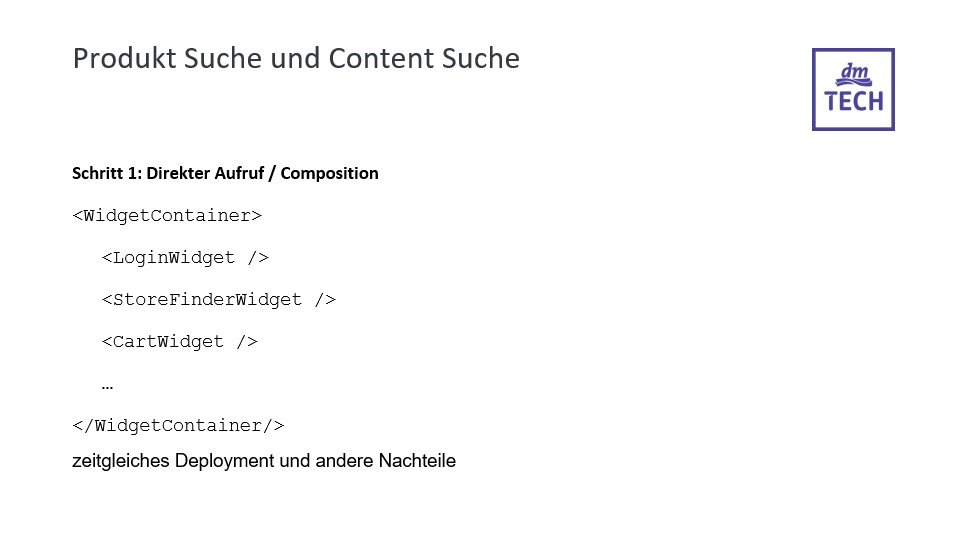 Produkt Suche und Content Suche
dm
TECH
Schritt 1: Direkter Aufruf / Composition
<WidgetContainer>
<LoginWidget />
<StoreFinderWidget />
<CartWidget />
…
</WidgetContainer/>
zeitgleiches Deployment und andere Nachteile